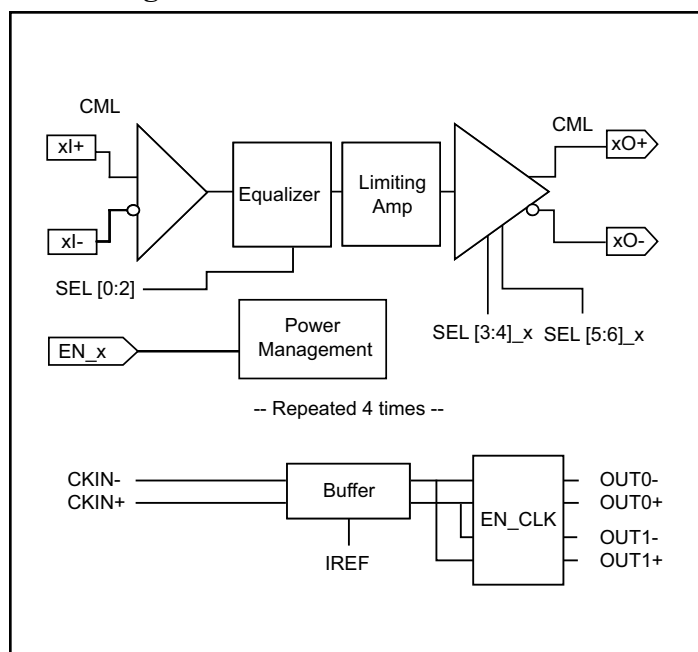 CML
xI+
xI-
Equalizer
Limiting
Amp
CML
xO+
xO-
SEL [0:2]
SEL [3:4]_x
SEL [5:6]_x
EN_x
Power
Management
-- Repeated 4 times --
CKIN-
CKIN+
Buffer
IREF
EN_CLK
OUT0-
OUT0+
OUT1-
OUT1+